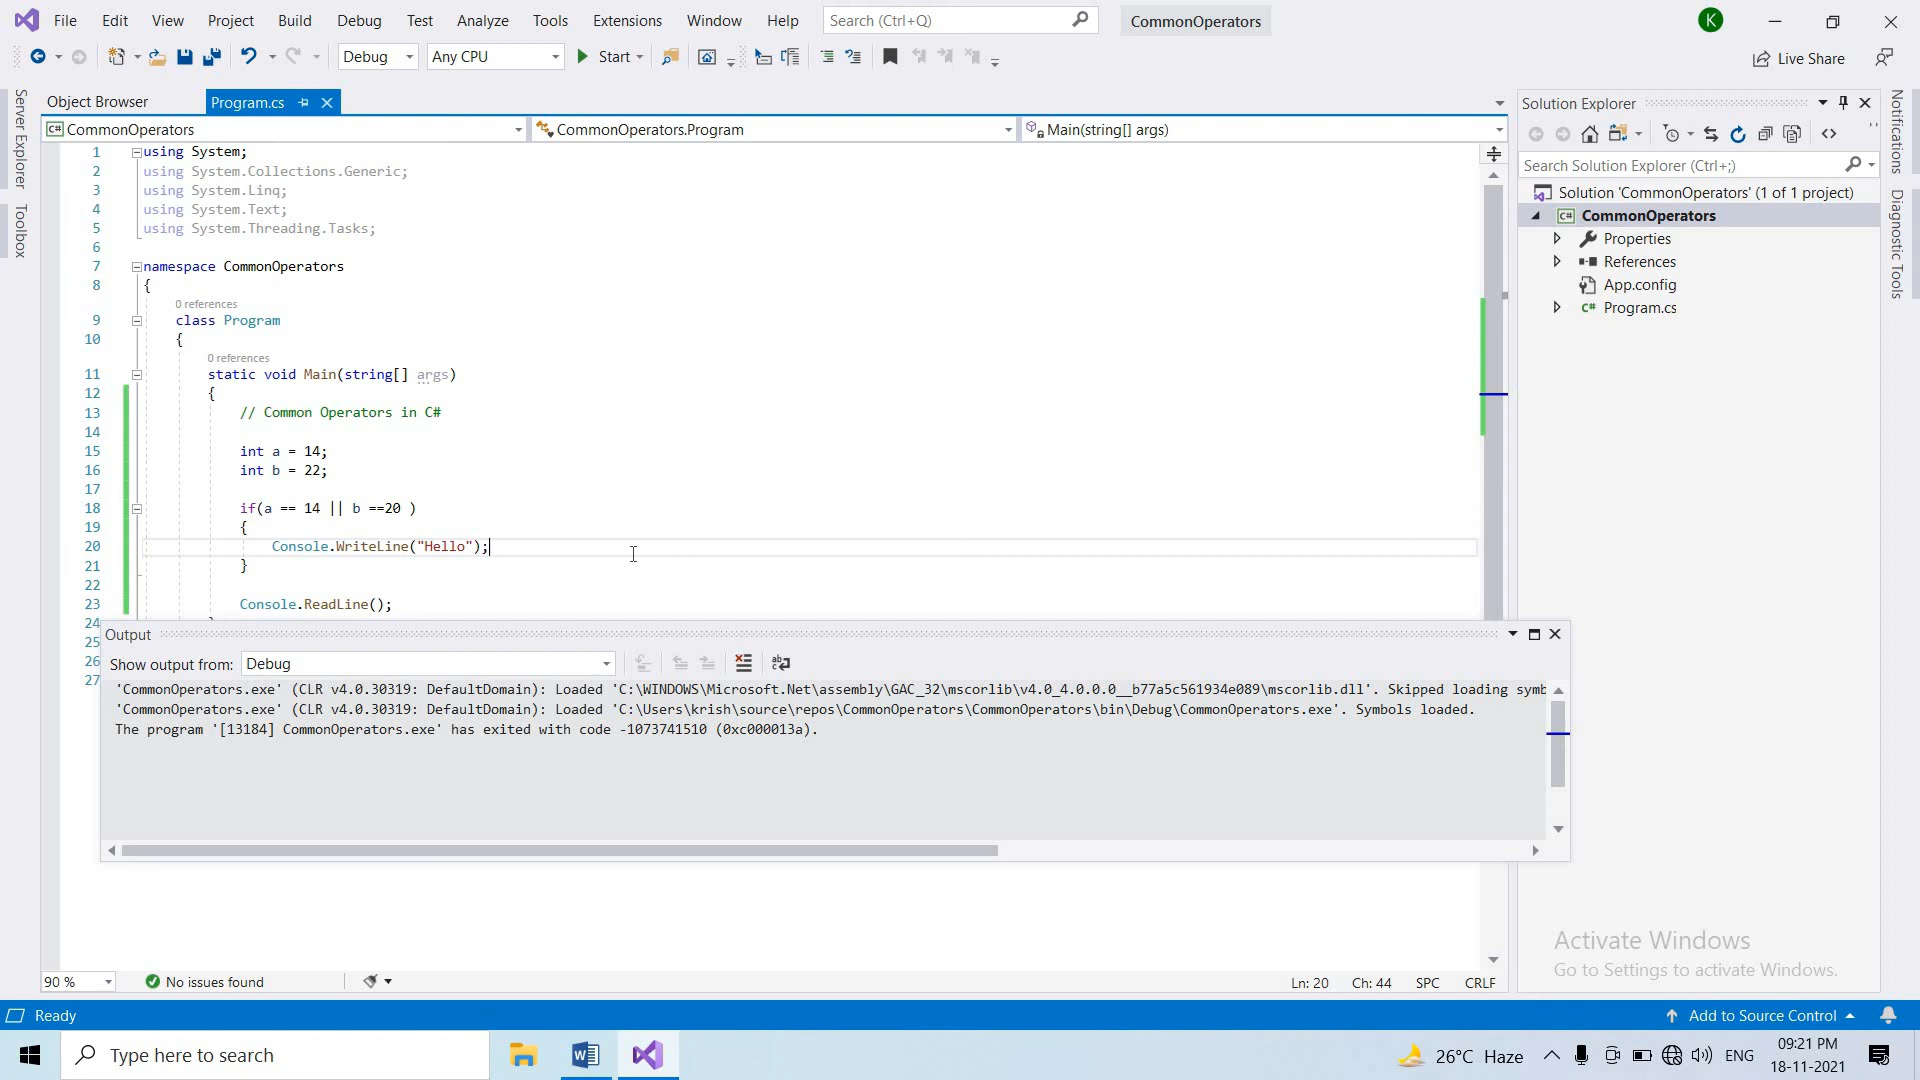 File Edit View Project Build Debug Test Analyze Tools Extensions Window Help Search (Ctrl+Q) CommonOperators K
Debug Any CPU Start Live Share
Server Explorer
Toolbox
Object Browser Program.cs
CommonOperators CommonOperators.Program Main(string[] args)
1 using System;
2 using System.Collections.Generic;
3 using System.Linq;
4 using System.Text;
5 using System.Threading.Tasks;
6
7 namespace CommonOperators
8 {
0 references
9 class Program
10 {
0 references
11 static void Main(string[] args)
12 {
13 // Common Operators in C#
14
15 int a = 14;
16 int b = 22;
17
18 if(a == 14 || b ==20 )
19 {
20 Console.WriteLine("Hello");
21 }
22
23 Console.ReadLine();
24
25
26
27
Output
Show output from: Debug
'CommonOperators.exe' (CLR v4.0.30319: DefaultDomain): Loaded 'C:\WINDOWS\Microsoft.Net\assembly\GAC_32\mscorlib\v4.0_4.0.0.0__b77a5c561934e089\mscorlib.dll'. Skipped loading symb
'CommonOperators.exe' (CLR v4.0.30319: DefaultDomain): Loaded 'C:\Users\krish\source\repos\CommonOperators\CommonOperators\bin\Debug\CommonOperators.exe'. Symbols loaded.
The program '[13184] CommonOperators.exe' has exited with code -1073741510 (0xc000013a).
90 % No issues found Ln: 20 Ch: 44 SPC CRLF
Solution Explorer
Search Solution Explorer (Ctrl+;)
Solution 'CommonOperators' (1 of 1 project)
C# CommonOperators
Properties
References
App.config
C# Program.cs
Notifications
Diagnostic Tools
Activate Windows
Go to Settings to activate Windows.
Ready Add to Source Control
Type here to search 26°C Haze ENG 09:21 PM
18-11-2021